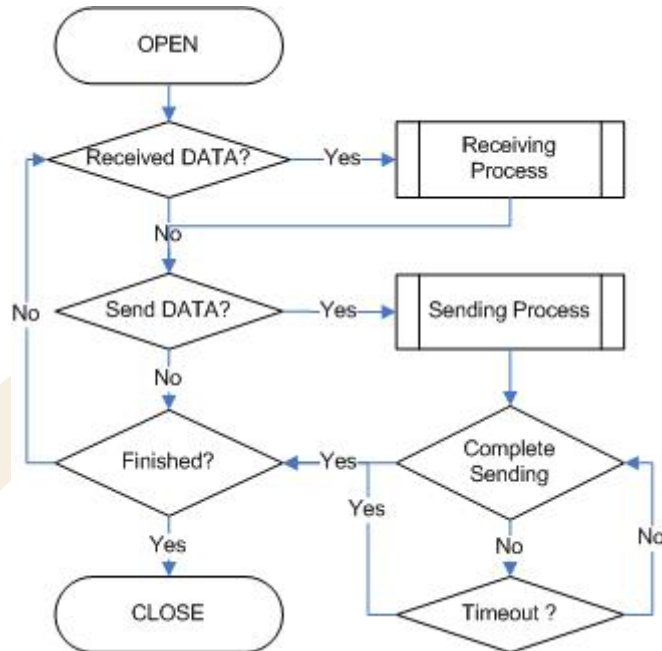 OPEN
Received DATA?
Yes
Receiving
Process
No
Send DATA?
Yes
Sending Process
No
No
Finished?
Yes
Complete
Sending
Yes
No
No
Yes
CLOSE
Timeout ?